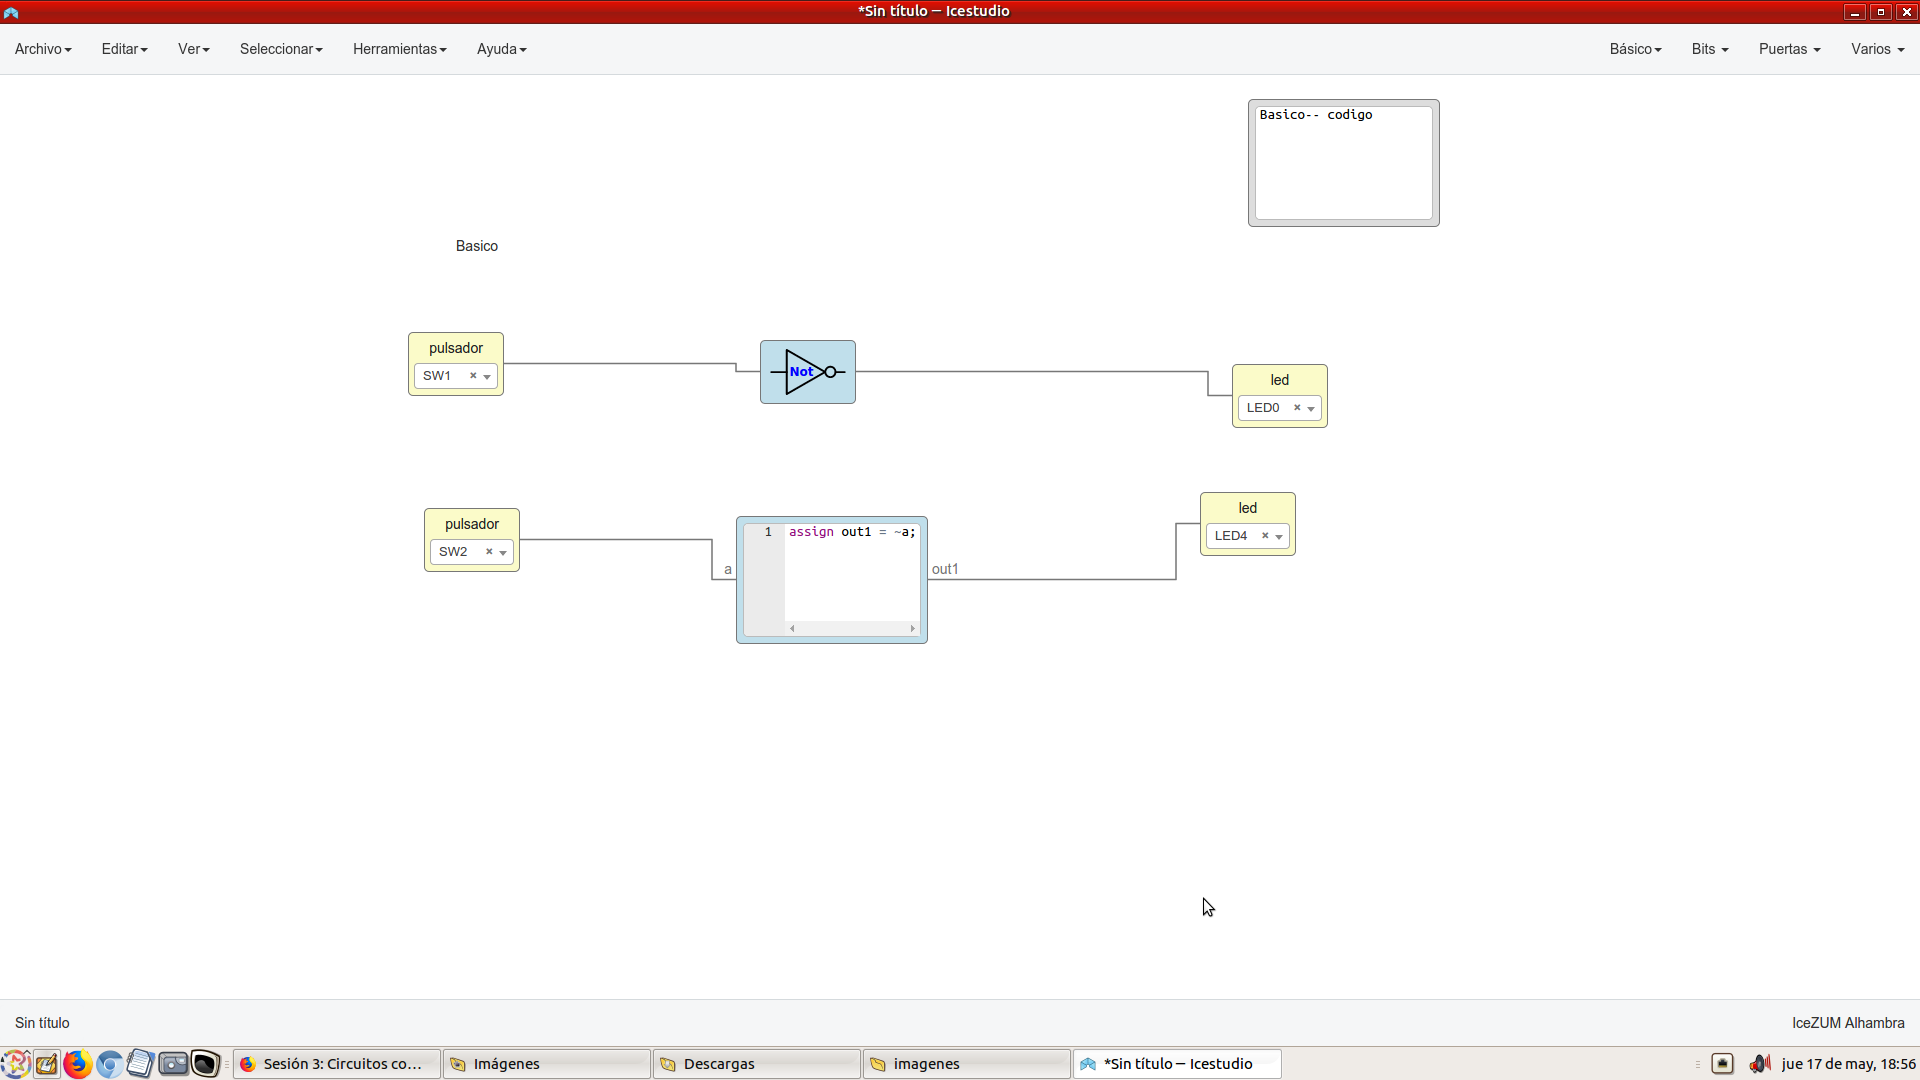 *Sin título — Icestudio
Archivo Editar Ver Seleccionar Herramientas Ayuda Básico Bits Puertas Varios
Basico-- codigo
Basico
pulsador
SW1
Not
led
LED0
pulsador
SW2
a
1 assign out1 = ~a;
out1
led
LED4
Sin título IceZUM Alhambra
Sesión 3: Circuitos co... Imágenes Descargas imagenes *Sin título — Icestudio jue 17 de may, 18:56